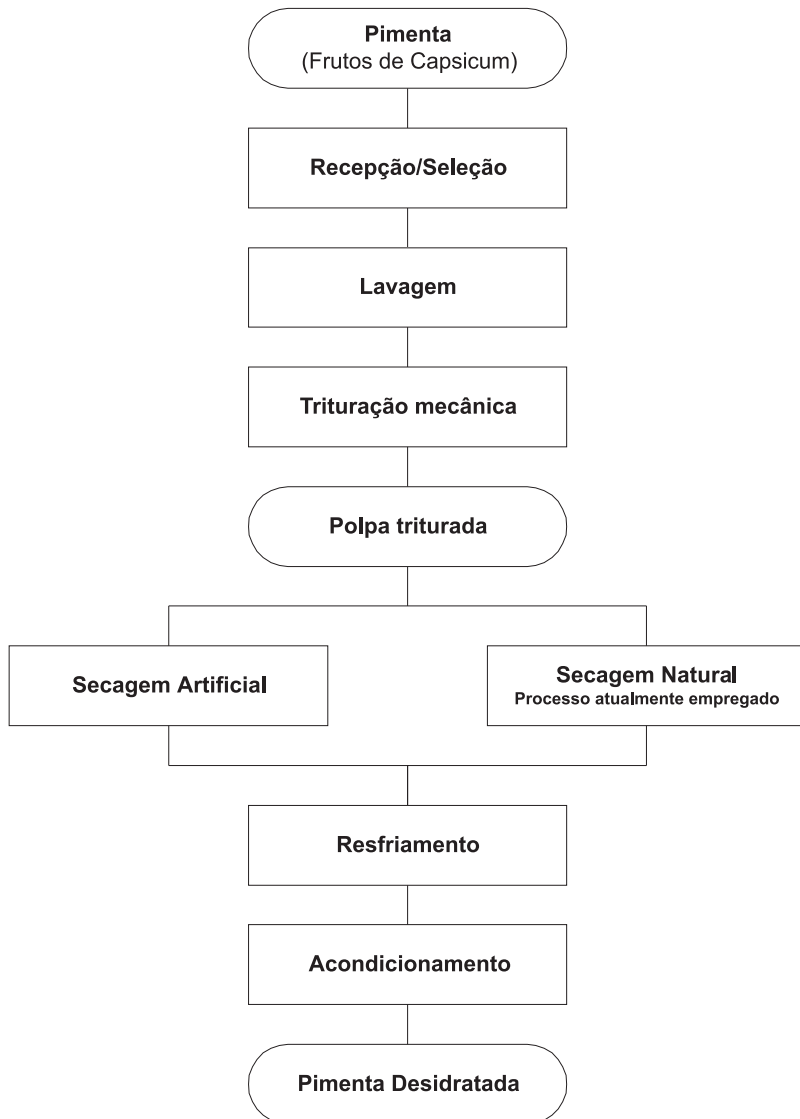 Pimenta
(Frutos de Capsicum)
Recepção/Seleção
Lavagem
Trituração mecânica
Polpa triturada
Secagem Artificial
Secagem Natural
Processo atualmente empregado
Resfriamento
Acondicionamento
Pimenta Desidratada